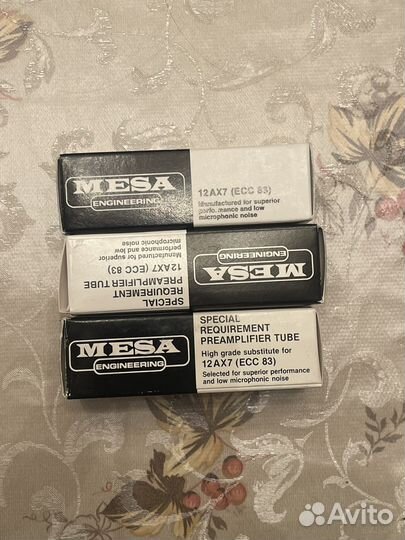 MESA
ENGINEERING
12AX7 (ECC 83)
Manufactured for superior
performance and low
microphonic noise
MESA
ENGINEERING
SPECIAL
REQUIREMENT
PREAMPLIFIER TUBE
12AX7 (ECC 83)
Manufactured for superior
performance and low
microphonic noise
MESA
ENGINEERING
SPECIAL
REQUIREMENT
PREAMPLIFIER TUBE
High grade substitute for
12AX7 (ECC 83)
Selected for superior performance
and low microphonic noise
Avito